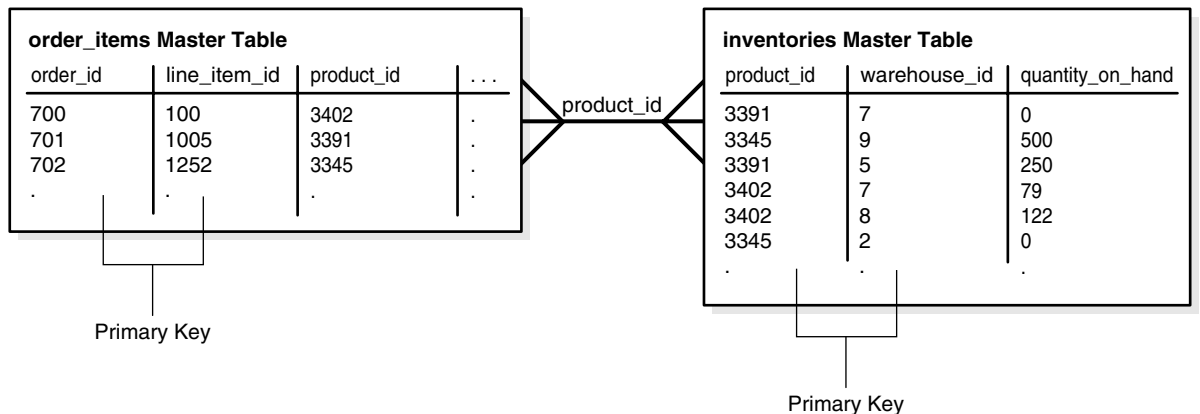 order_items Master Table
order_id line_item_id product_id . . .
700 100 3402 .
701 1005 3391 .
702 1252 3345 .
. . . .
Primary Key
product_id
inventories Master Table
product_id warehouse_id quantity_on_hand
3391 7 0
3345 9 500
3391 5 250
3402 7 79
3402 8 122
3345 2 0
. . .
Primary Key